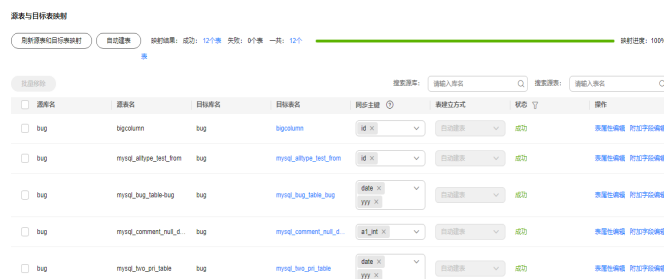 源表与目标表映射
刷新源表和目标表映射 自动建表 映射结果： 成功： 12个表 失败： 0个表 一共： 12个表 映射进度： 100%
批量移除 搜索源库： 请输入库名 搜索源表： 请输入表名
源库名 源表名 目标库名 目标表名 同步主键 表建立方式 状态 操作
bug bigcolumn bug bigcolumn id × 自动建表 成功 表属性编辑 附加字段编辑
bug mysql_alltype_test_from bug mysql_alltype_test_from id × 自动建表 成功 表属性编辑 附加字段编辑
bug mysql_bug_table-bug bug mysql_bug_table_bug date × yyy × 自动建表 成功 表属性编辑 附加字段编辑
bug mysql_comment_null_d... bug mysql_comment_null_d... a1_int × 自动建表 成功 表属性编辑 附加字段编辑
bug mysql_two_pri_table bug mysql_two_pri_table date × yyy × 自动建表 成功 表属性编辑 附加字段编辑